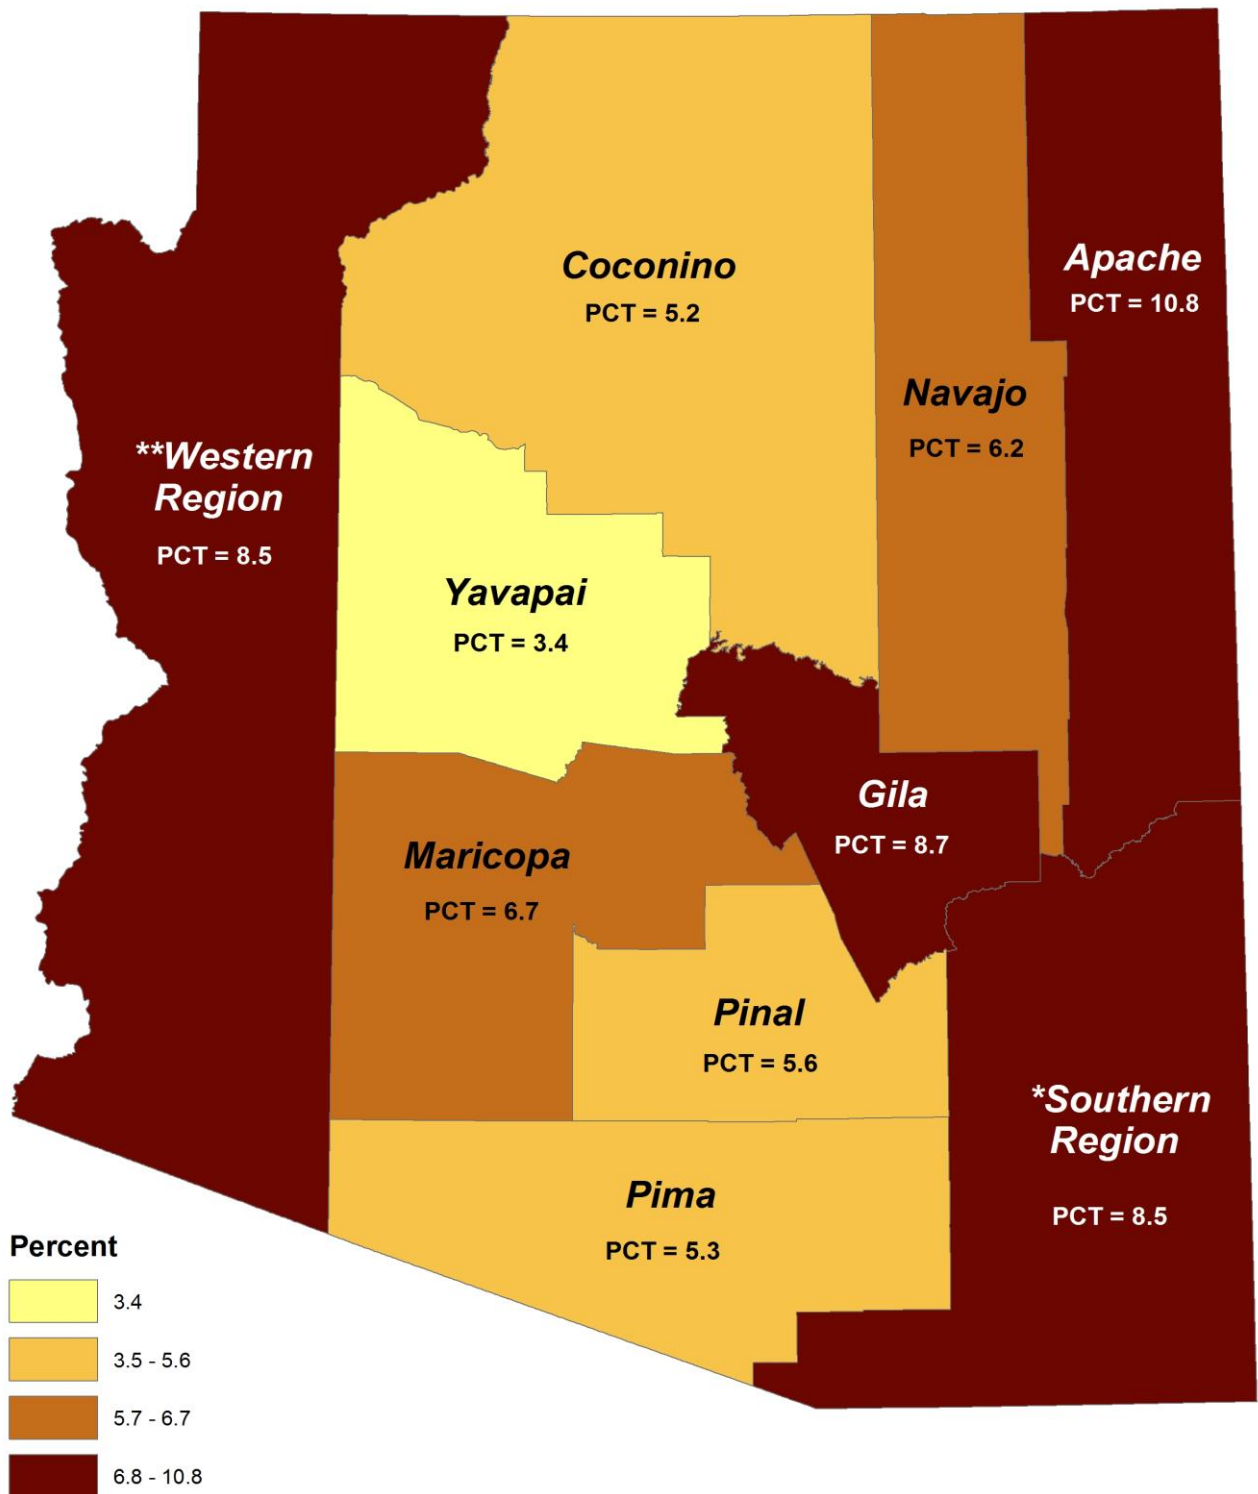 Coconino
PCT = 5.2
Apache
PCT = 10.8
Navajo
PCT = 6.2
**Western
Region
PCT = 8.5
Yavapai
PCT = 3.4
Gila
PCT = 8.7
Maricopa
PCT = 6.7
Pinal
PCT = 5.6
*Southern
Region
PCT = 8.5
Pima
PCT = 5.3
Percent
3.4
3.5 - 5.6
5.7 - 6.7
6.8 - 10.8